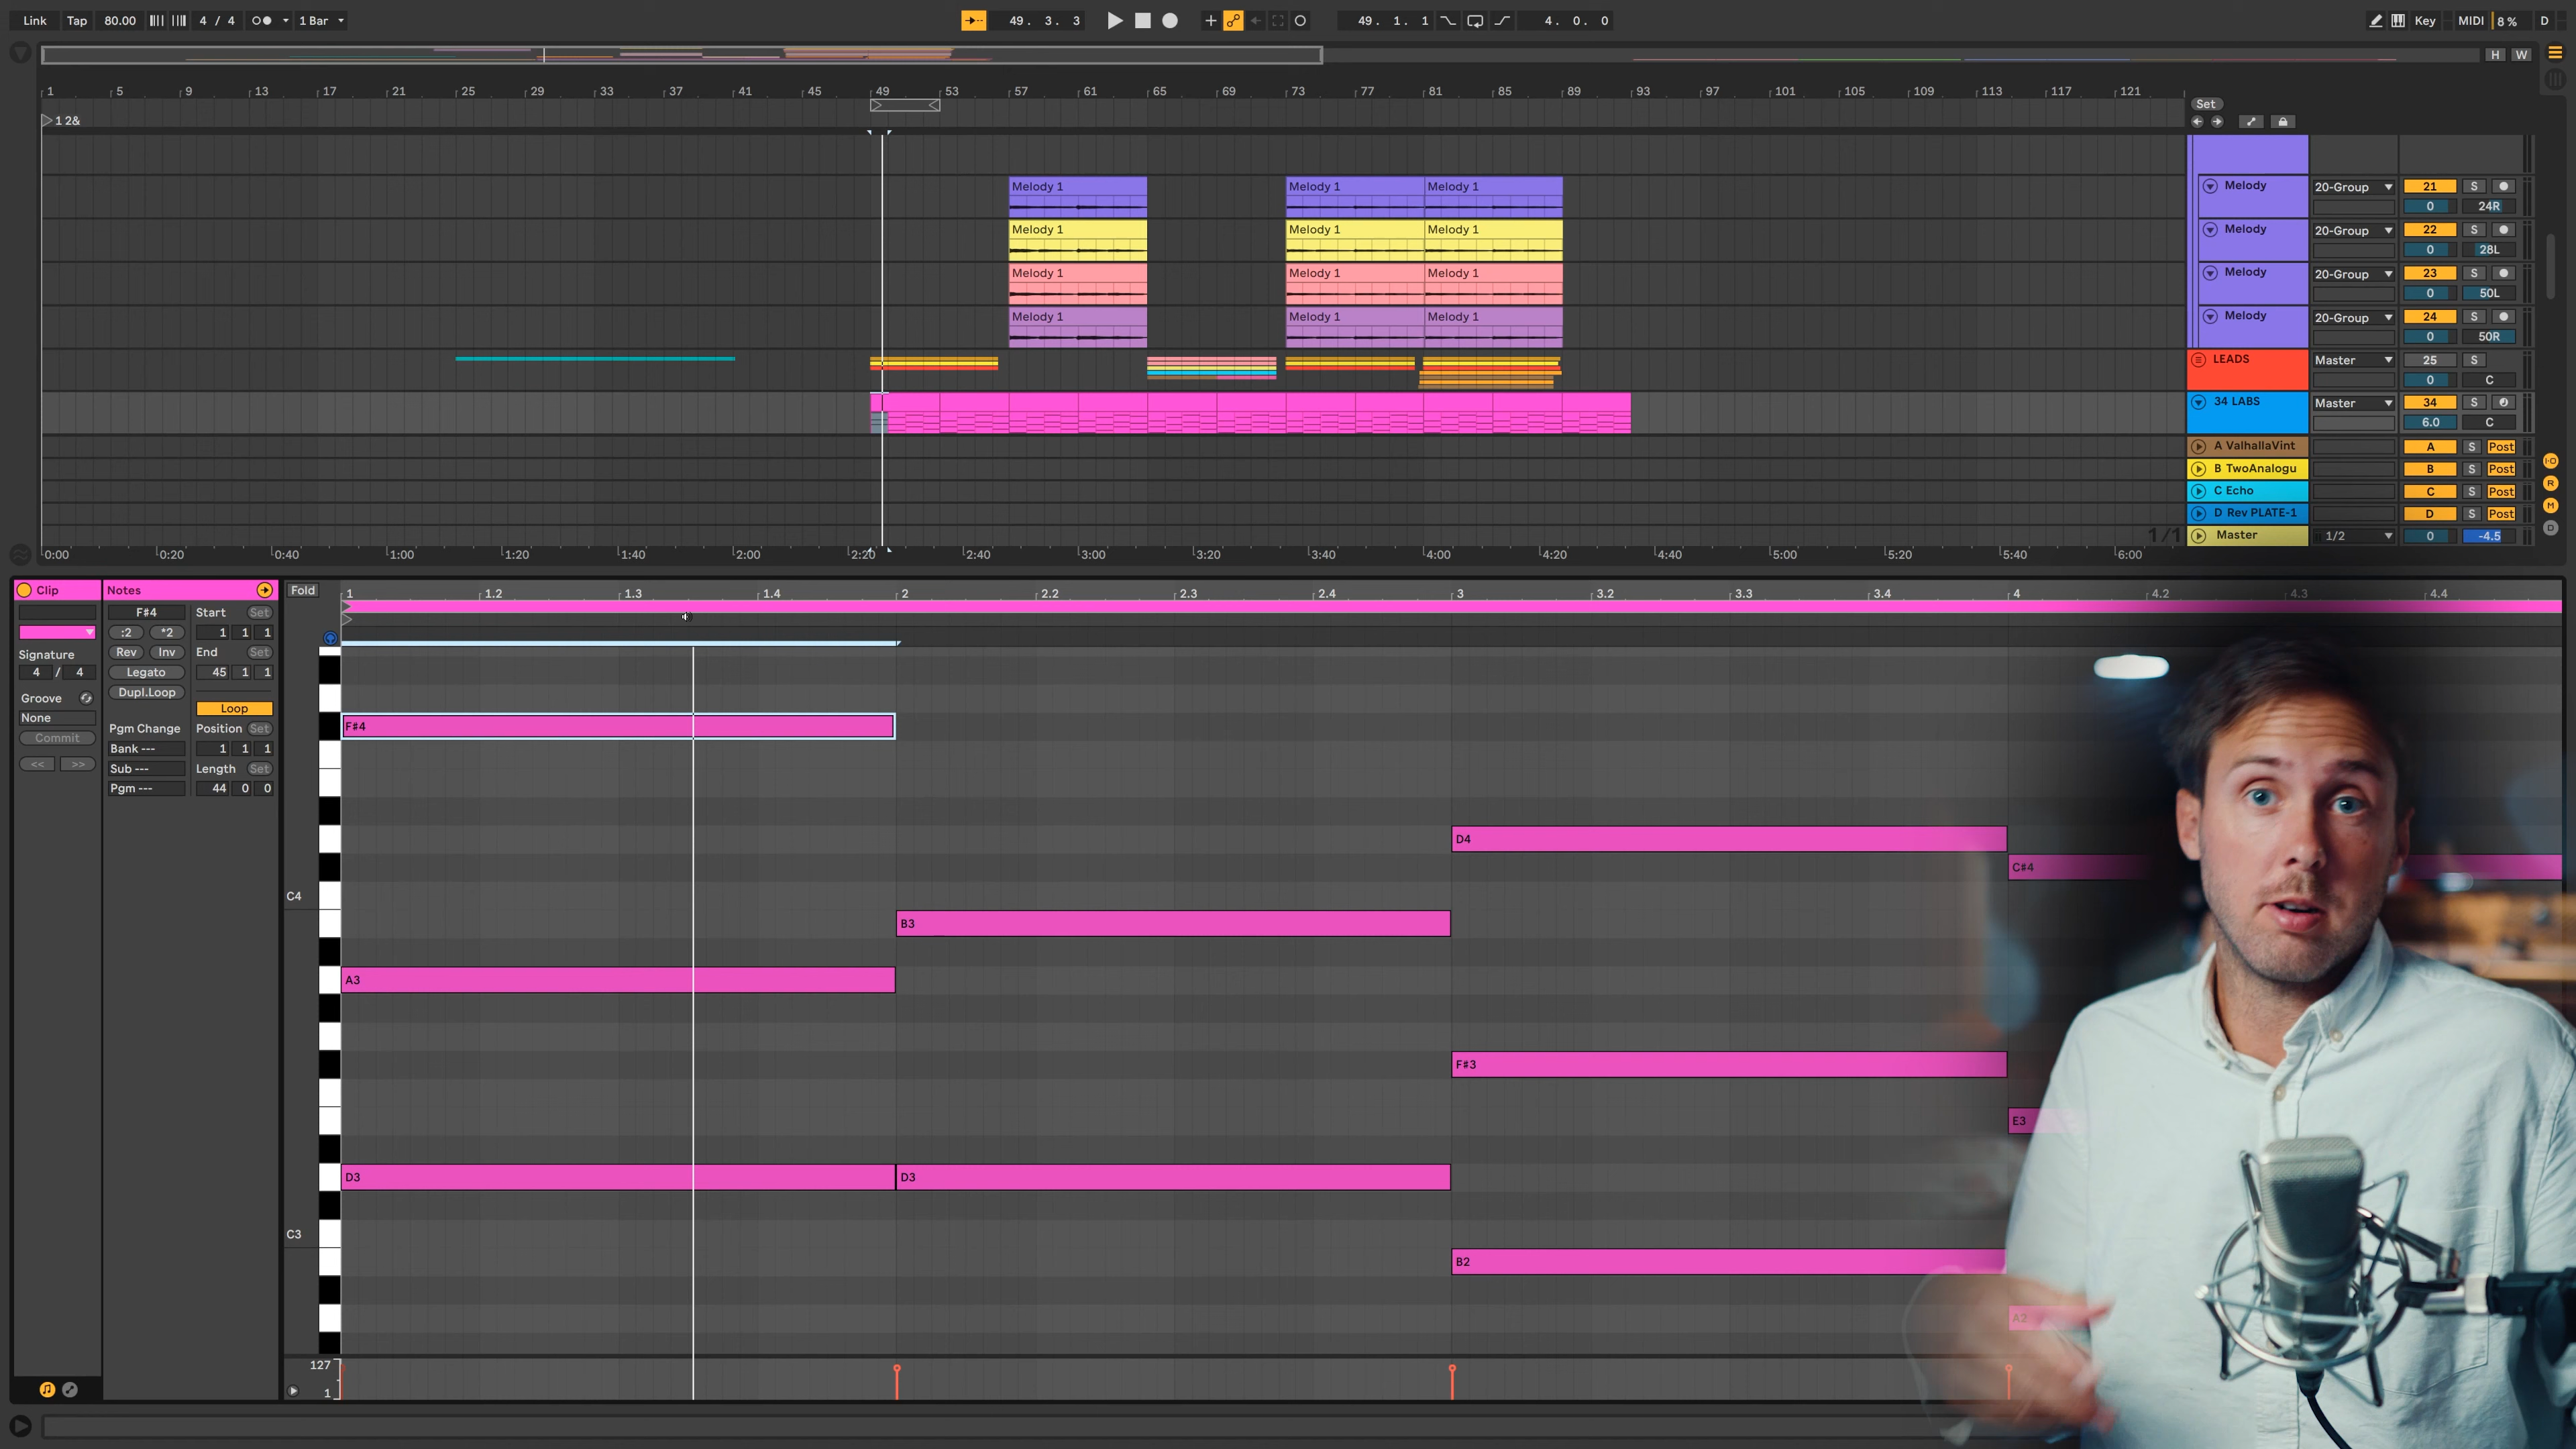 Link Tap 80.00 4 / 4 1 Bar 49. 3. 3 49. 1. 1 4. 0. 0 Key MIDI 8 % D
H W
1 5 9 13 17 21 25 29 33 37 41 45 49 53 57 61 65 69 73 77 81 85 89 93 97 101 105 109 113 117 121
Set
1 2&
Melody 1 Melody 1 Melody 1 Melody 20-Group 21 S
0 24R
Melody 1 Melody 1 Melody 1 Melody 20-Group 22 S
0 28L
Melody 1 Melody 1 Melody 1 Melody 20-Group 23 S
0 50L
Melody 1 Melody 1 Melody 1 Melody 20-Group 24 S
0 50R
LEADS Master 25 S
0 C
34 LABS Master 34 S
6.0 C
A ValhallaVint A S Post
B TwoAnalogu B S Post
C Echo C S Post
D Rev PLATE-1 D S Post
1/1 Master 1/2 0 -4.5
I·O
R
M
D
0:00 0:20 0:40 1:00 1:20 1:40 2:00 2:20 2:40 3:00 3:20 3:40 4:00 4:20 4:40 5:00 5:20 5:40 6:00
Clip Notes Fold 1 1.2 1.3 1.4 2 2.2 2.3 2.4 3 3.2 3.3 3.4 4 4.2 4.3 4.4
F#4 Start Set
:2 *2 1 1 1
Signature Rev Inv End Set
4 / 4 Legato 45 1 1
Groove Dupl.Loop
None Loop
Commit Pgm Change Position Set
Bank --- 1 1 1
<< >> Sub --- Length Set
Pgm --- 44 0 0
F#4
D4
C#4
C4
B3
A3
F#3
E3
D3 D3
C3
B2
A2
127
1